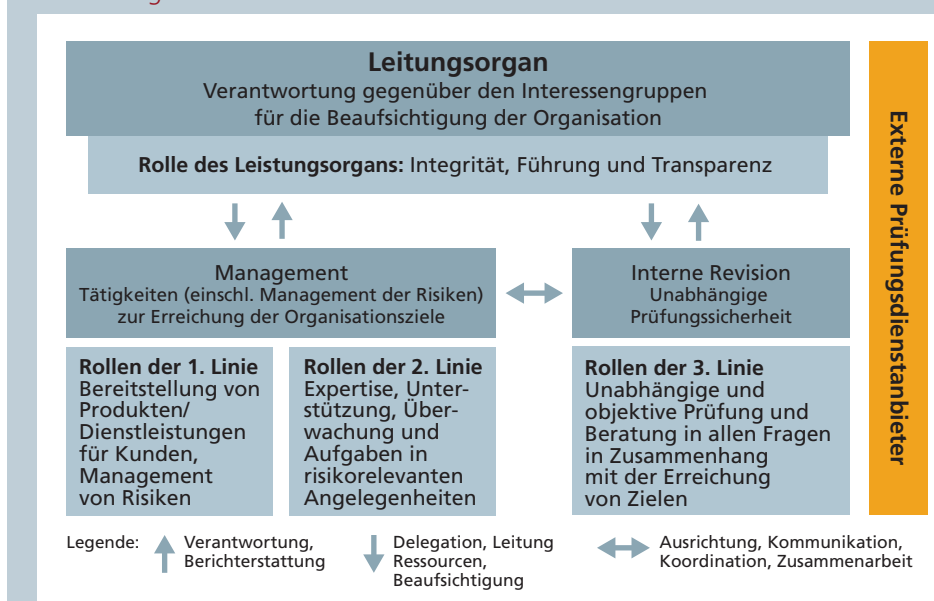 Leitungsorgan
Verantwortung gegenüber den Interessengruppen
für die Beaufsichtigung der Organisation
Rolle des Leistungsorgans: Integrität, Führung und Transparenz
Management
Tätigkeiten (einschl. Management der Risiken)
zur Erreichung der Organisationsziele
Interne Revision
Unabhängige
Prüfungssicherheit
Rollen der 1. Linie
Bereitstellung von
Produkten/
Dienstleistungen
für Kunden,
Management
von Risiken
Rollen der 2. Linie
Expertise, Unter-
stützung, Über-
wachung und
Aufgaben in
risikorelevanten
Angelegenheiten
Rollen der 3. Linie
Unabhängige und
objektive Prüfung und
Beratung in allen Fragen
in Zusammenhang
mit der Erreichung
von Zielen
Externe Prüfungsdienstanbieter
Legende:
Verantwortung,
Berichterstattung
Delegation, Leitung
Ressourcen,
Beaufsichtigung
Ausrichtung, Kommunikation,
Koordination, Zusammenarbeit